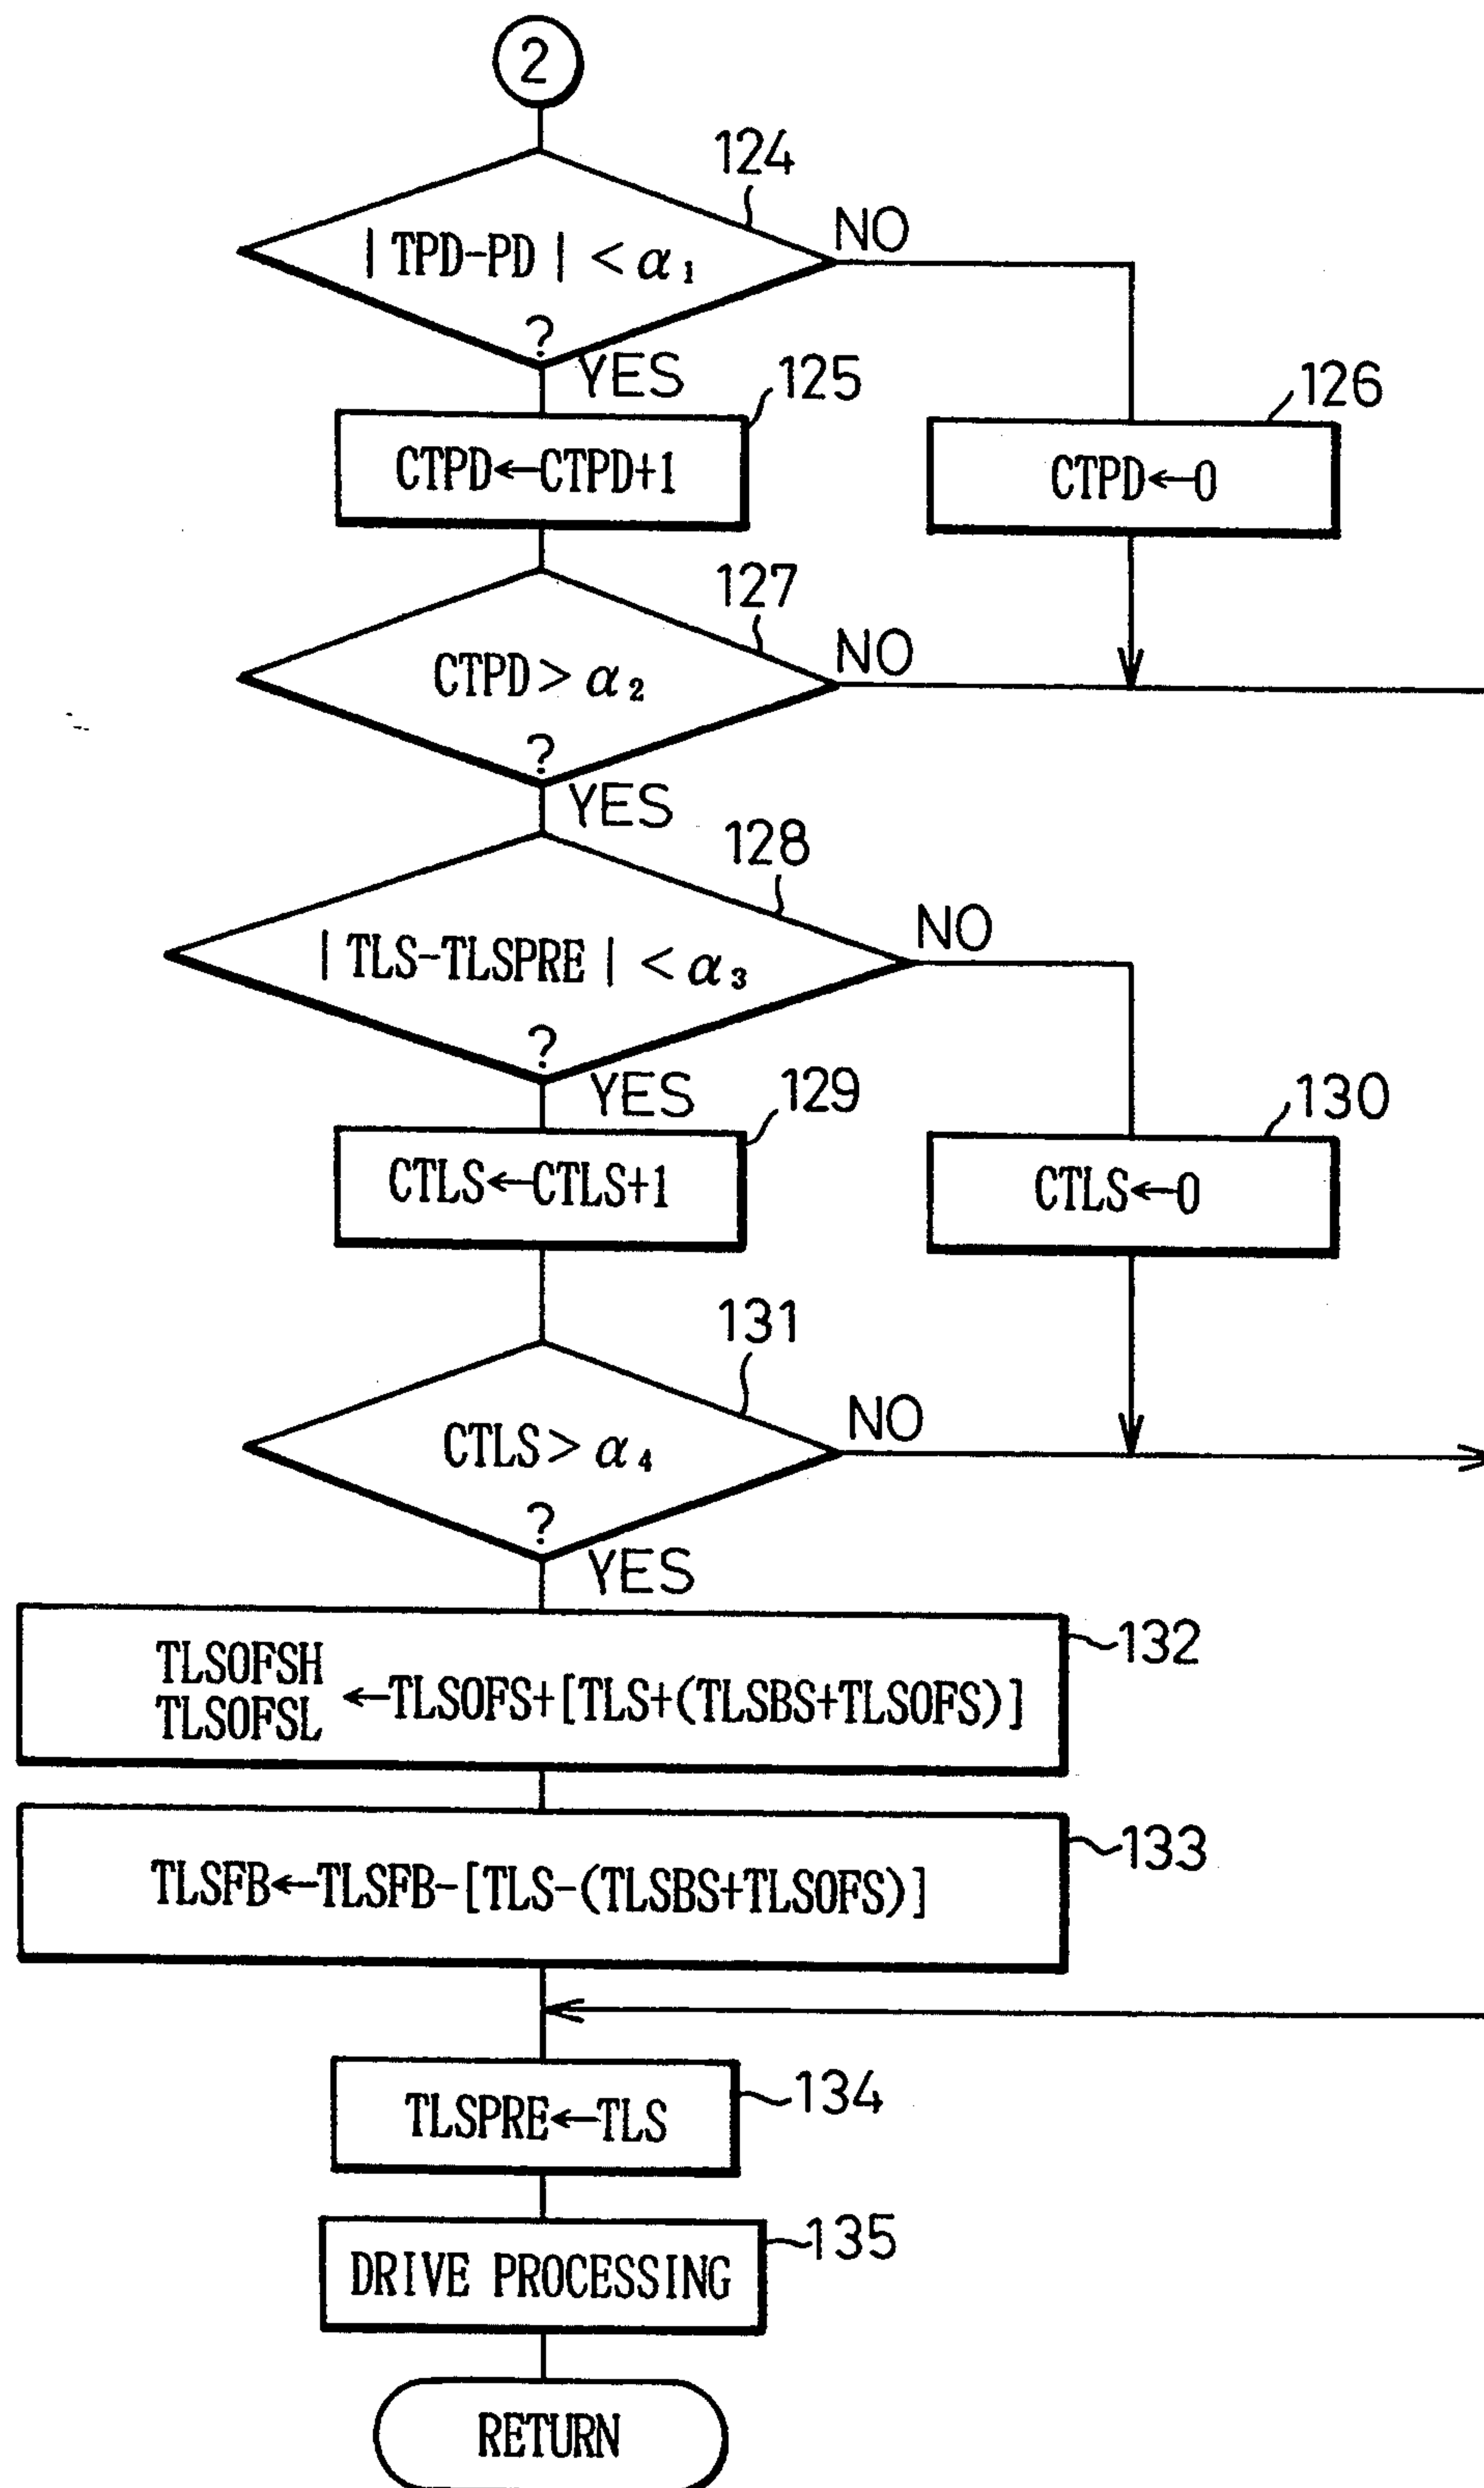 2
124
| TPD-PD | < α₁
NO
?
YES
125
126
CTPD←CTPD+1
CTPD←0
127
CTPD > α₂
NO
?
YES
128
| TLS-TLSPRE | < α₃
NO
?
YES
129
130
CTLS←CTLS+1
CTLS←0
131
CTLS > α₄
NO
?
YES
132
TLSOFSH
TLSOFSL ←TLSOFS+[TLS+(TLSBS+TLSOFS)]
133
TLSFB←TLSFB-[TLS-(TLSBS+TLSOFS)]
134
TLSPRE←TLS
135
DRIVE PROCESSING
RETURN